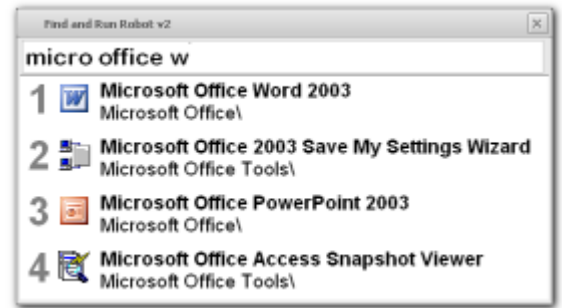 Find and Run Robot v2
micro office w
1 Microsoft Office Word 2003
Microsoft Office\
2 Microsoft Office 2003 Save My Settings Wizard
Microsoft Office Tools\
3 Microsoft Office PowerPoint 2003
Microsoft Office\
4 Microsoft Office Access Snapshot Viewer
Microsoft Office Tools\